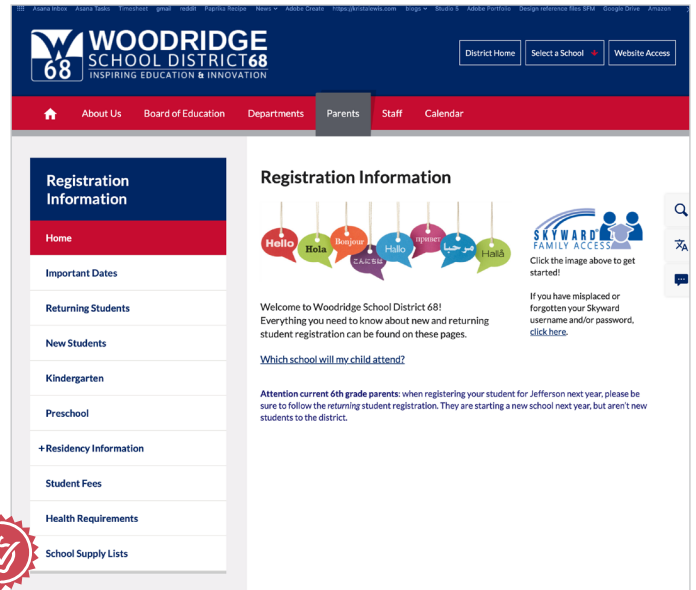 Asana Inbox Asana Tasks Timesheet gmail reddit Paprika Recipe News Adobe Creato https://kristalewis.com blogs Studio 5 Adobe Portfolio Design reference files SFM Google Drive Amazon
W
68
WOODRIDGE
SCHOOL DISTRICT68
INSPIRING EDUCATION & INNOVATION
District Home
Select a School
Website Access
About Us
Board of Education
Departments
Parents
Staff
Calendar
Registration
Information
Home
Important Dates
Returning Students
New Students
Kindergarten
Preschool
+Residency Information
Student Fees
Health Requirements
School Supply Lists
Registration Information
Hello
Hola
Bonjour
こんにちは
Hallo
привет
مرحبا
Hallå
Welcome to Woodridge School District 68!
Everything you need to know about new and returning
student registration can be found on these pages.
Which school will my child attend?
SKYWARD®
FAMILY ACCESS
Click the image above to get
started!
If you have misplaced or
forgotten your Skyward
username and/or password,
click here.
Attention current 6th grade parents: when registering your student for Jefferson next year, please be
sure to follow the returning student registration. They are starting a new school next year, but aren't new
students to the district.